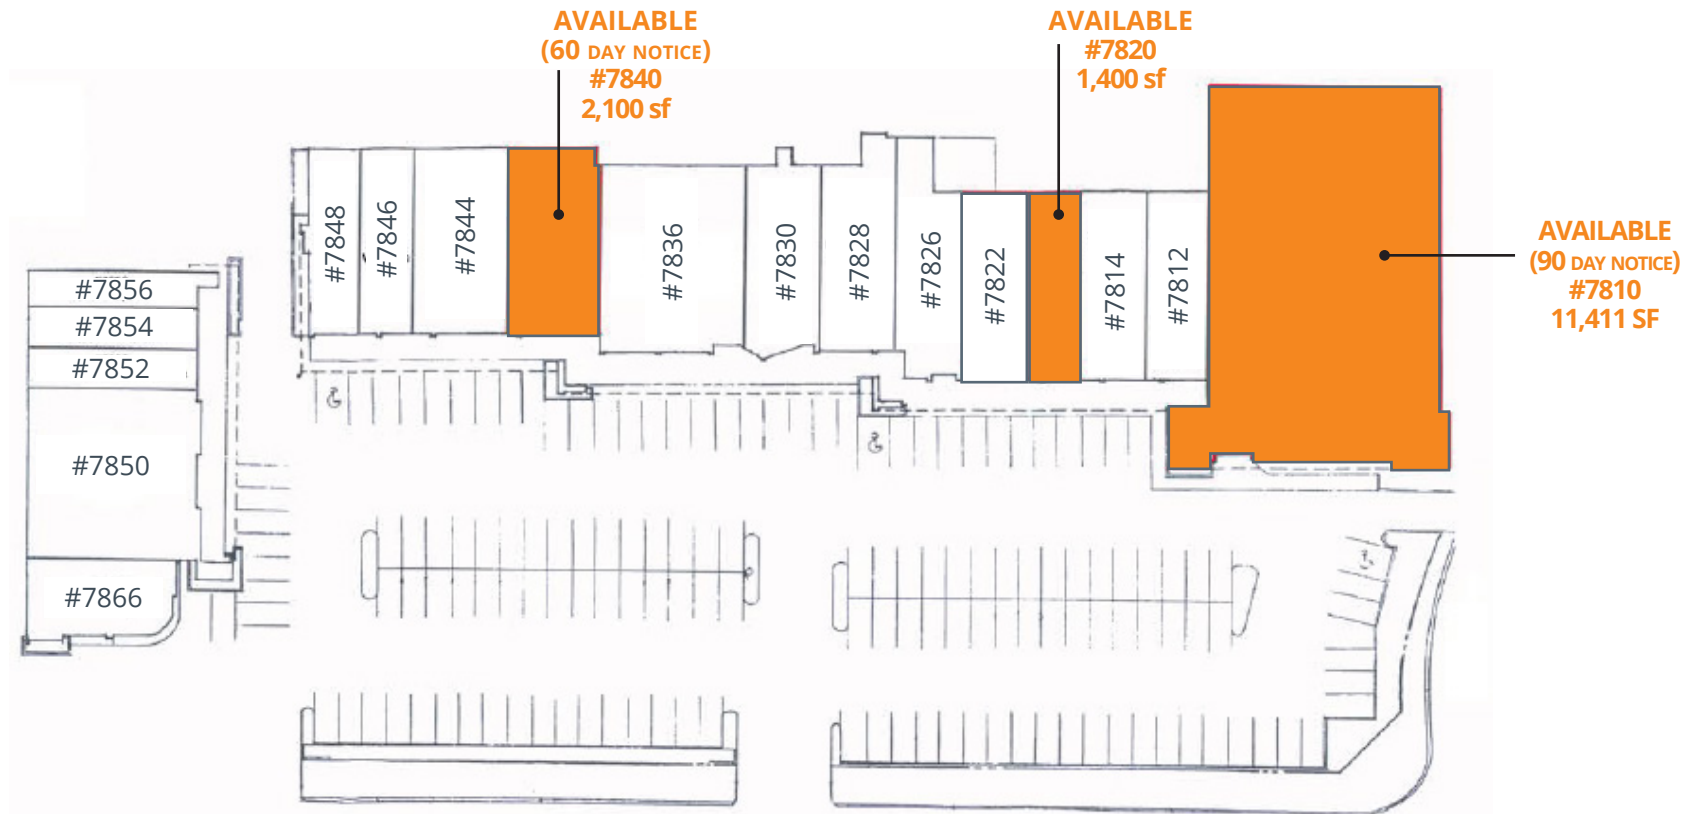 AVAILABLE
(60 DAY NOTICE)
#7840
2,100 sf
AVAILABLE
#7820
1,400 sf
AVAILABLE
(90 DAY NOTICE)
#7810
11,411 SF
#7848
#7846
#7844
#7836
#7830
#7828
#7826
#7822
#7814
#7812
#7856
#7854
#7852
#7850
#7866